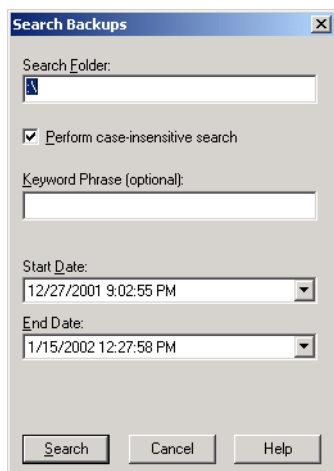 Search Backups
Search Folder:
:\
Perform case-insensitive search
Keyword Phrase (optional):
Start Date:
12/27/2001 9:02:55 PM
End Date:
1/15/2002 12:27:58 PM
Search Cancel Help